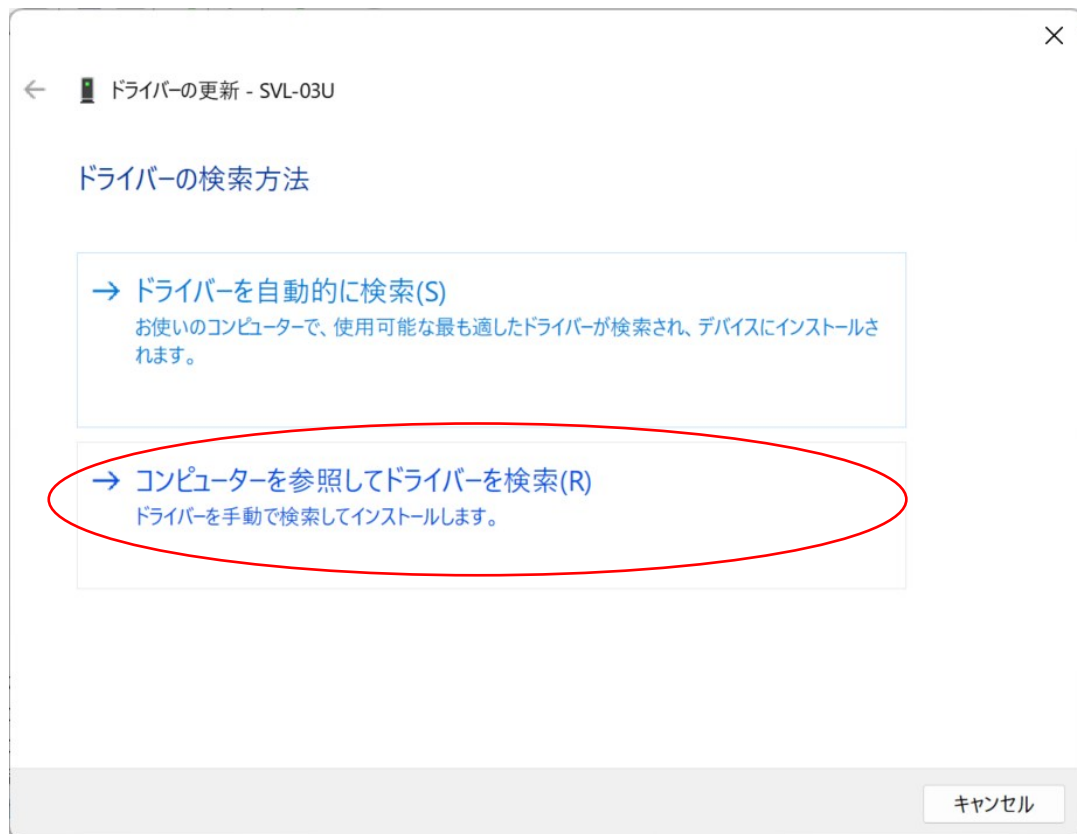 ドライバーの更新 - SVL-03U
ドライバーの検索方法
→ ドライバーを自動的に検索(S)
お使いのコンピューターで、使用可能な最も適したドライバーが検索され、デバイスにインストールさ
れます。
→ コンピューターを参照してドライバーを検索(R)
ドライバーを手動で検索してインストールします。
キャンセル